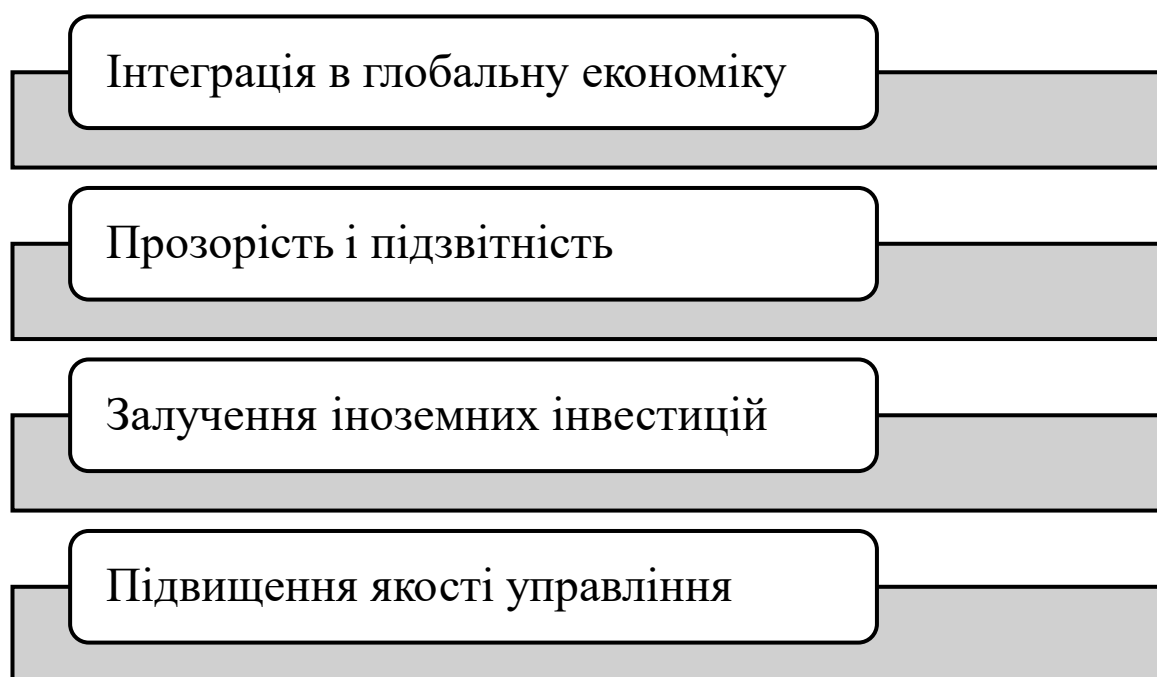 Інтеграція в глобальну економіку
Прозорість і підзвітність
Залучення іноземних інвестицій
Підвищення якості управління